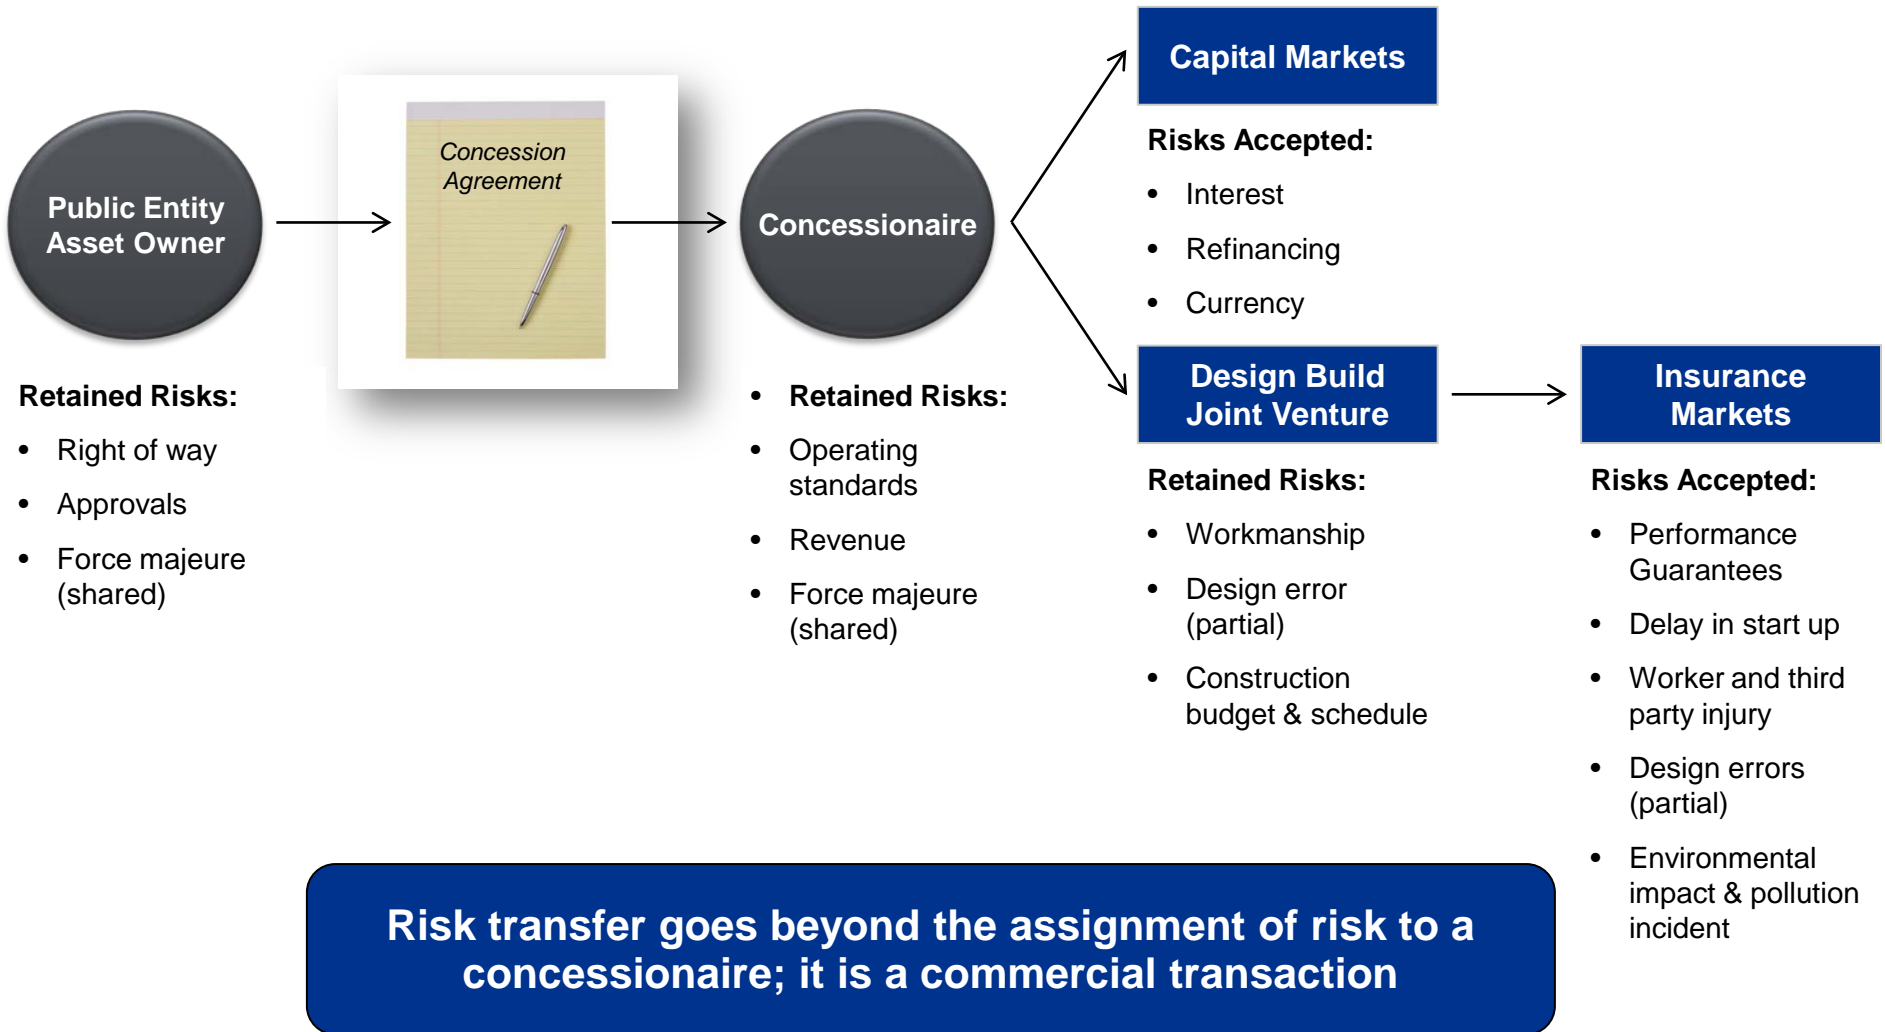 Public Entity
Asset Owner
Retained Risks:
• Right of way
• Approvals
• Force majeure
(shared)
Concession
Agreement
Concessionaire
• Retained Risks:
• Operating
standards
• Revenue
• Force majeure
(shared)
Capital Markets
Risks Accepted:
• Interest
• Refinancing
• Currency
Design Build
Joint Venture
Retained Risks:
• Workmanship
• Design error
(partial)
• Construction
budget & schedule
Insurance
Markets
Risks Accepted:
• Performance
Guarantees
• Delay in start up
• Worker and third
party injury
• Design errors
(partial)
• Environmental
impact & pollution
incident
Risk transfer goes beyond the assignment of risk to a
concessionaire; it is a commercial transaction